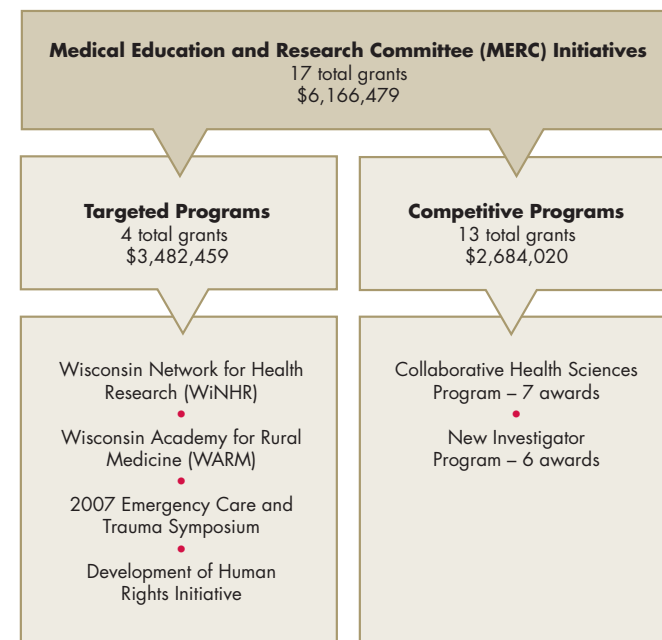 Medical Education and Research Committee (MERC) Initiatives
17 total grants
$6,166,479
Targeted Programs
4 total grants
$3,482,459
Competitive Programs
13 total grants
$2,684,020
Wisconsin Network for Health
Research (WiNHR)
•
Wisconsin Academy for Rural
Medicine (WARM)
•
2007 Emergency Care and
Trauma Symposium
•
Development of Human
Rights Initiative
Collaborative Health Sciences
Program – 7 awards
•
New Investigator
Program – 6 awards